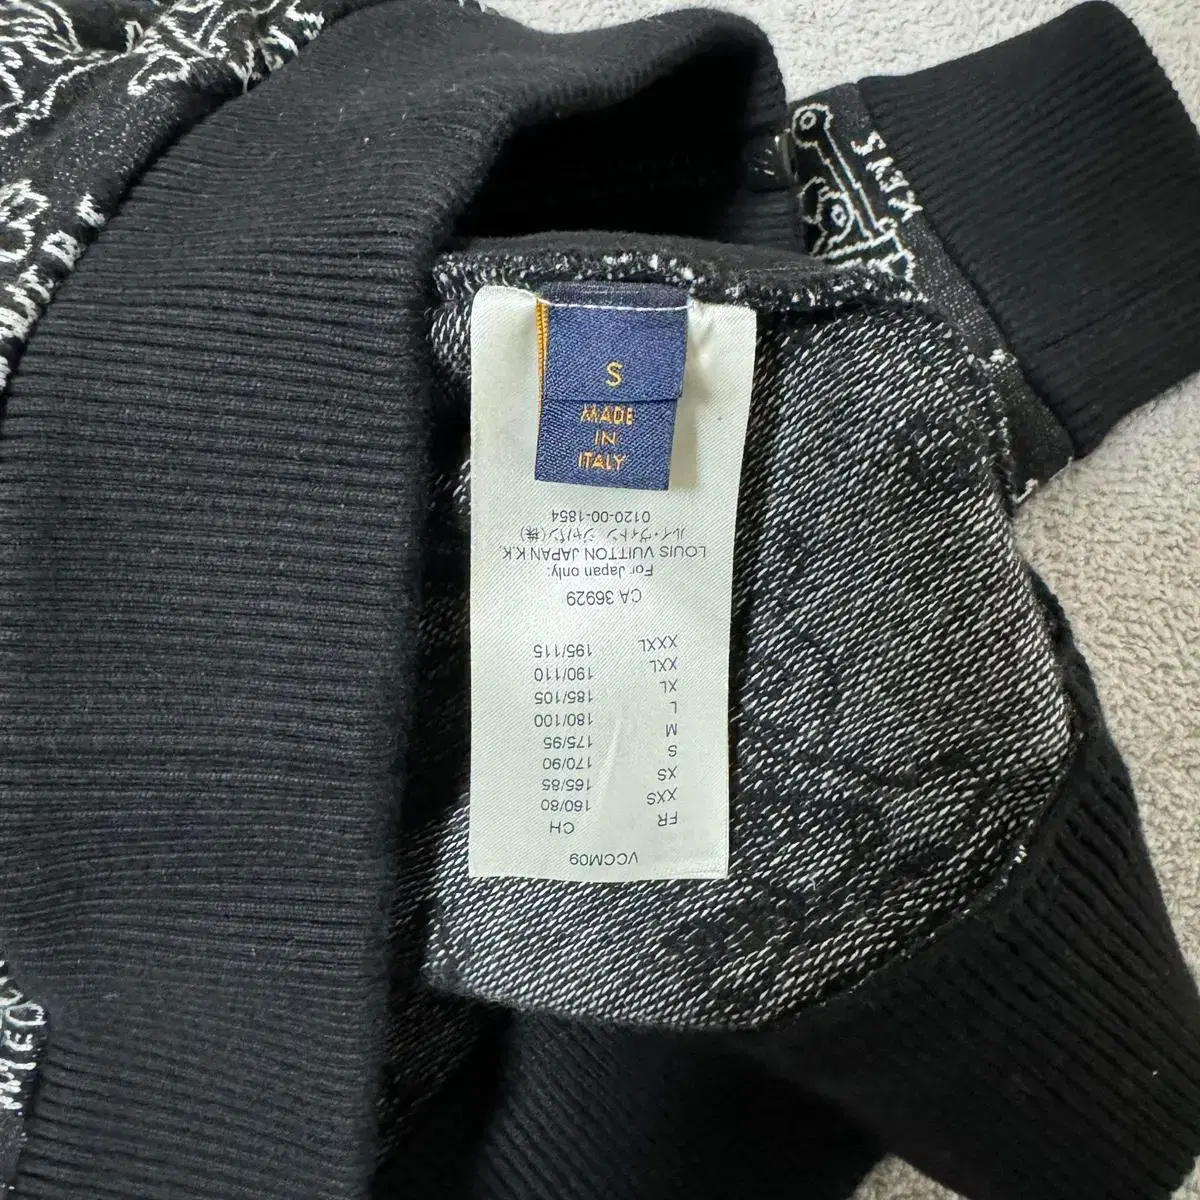 S
MADE
IN
ITALY
VCCM09
FR CH
XXS 160/80
XS 165/85
S 170/90
M 175/95
L 180/100
XL 185/105
XXL 190/110
XXXL 195/115
CA 36929
For Japan only:
LOUIS VUITTON JAPAN K.K.
ルイ・ヴィトン ジャパン(株)
0120-00-1854
KEYS